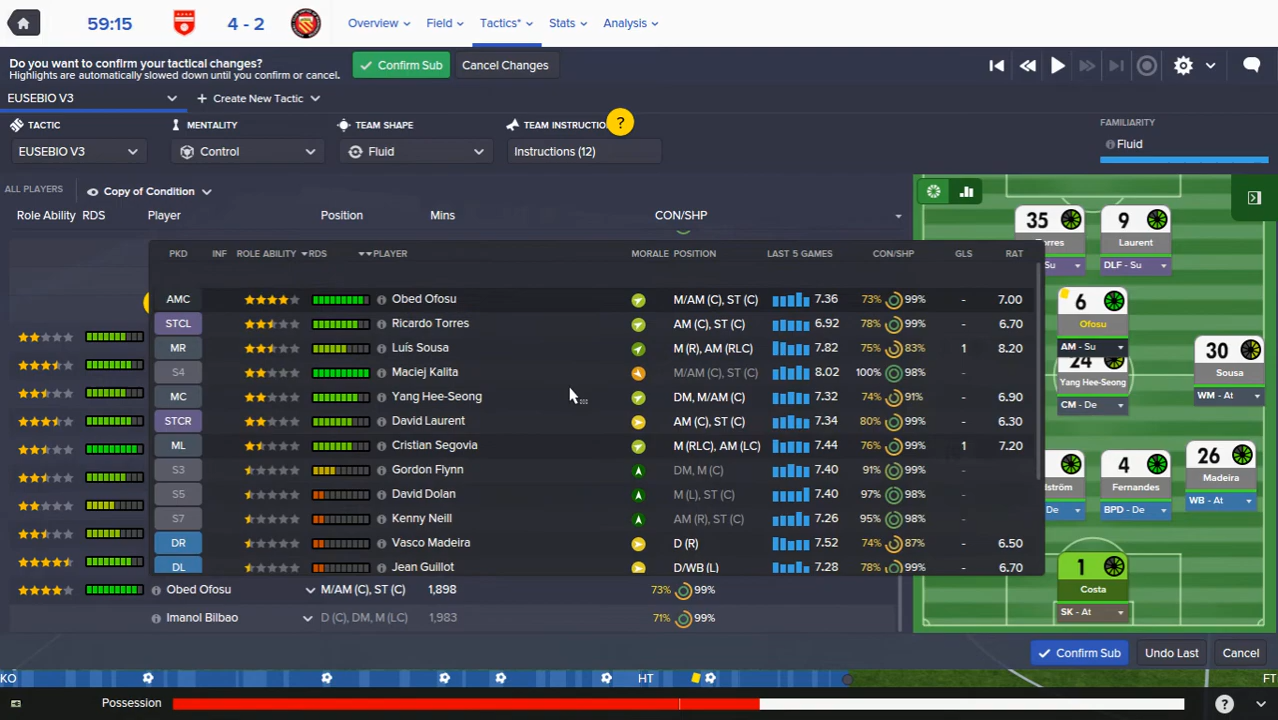 59:15 4 - 2 Overview Field Tactics* Stats Analysis
Do you want to confirm your tactical changes?
Highlights are automatically slowed down until you confirm or cancel.
Confirm Sub Cancel Changes
EUSEBIO V3 + Create New Tactic
TACTIC MENTALITY TEAM SHAPE TEAM INSTRUCTIO ? FAMILIARITY
EUSEBIO V3 Control Fluid Instructions (12) Fluid
ALL PLAYERS Copy of Condition
Role Ability RDS Player Position Mins CON/SHP
PKD INF ROLE ABILITY RDS PLAYER MORALE POSITION LAST 5 GAMES CON/SHP GLS RAT
AMC Obed Ofosu M/AM (C), ST (C) 7.36 73% 99% - 7.00
STCL Ricardo Torres AM (C), ST (C) 6.92 78% 99% - 6.70
MR Luís Sousa M (R), AM (RLC) 7.82 75% 83% 1 8.20
S4 Maciej Kalita M/AM (C), ST (C) 8.02 100% 98% -
MC Yang Hee-Seong DM, M/AM (C) 7.32 74% 91% - 6.90
STCR David Laurent AM (C), ST (C) 7.34 80% 99% - 6.30
ML Cristian Segovia M (RLC), AM (LC) 7.44 76% 99% 1 7.20
S3 Gordon Flynn DM, M (C) 7.40 91% 99% -
S5 David Dolan M (L), ST (C) 7.40 97% 98% -
S7 Kenny Neill AM (R), ST (C) 7.26 95% 98% -
DR Vasco Madeira D (R) 7.52 74% 87% - 6.50
DL Jean Guillot D/WB (L) 7.28 78% 99% - 6.70
Obed Ofosu M/AM (C), ST (C) 1,898 73% 99%
Imanol Bilbao D (C), DM, M (LC) 1,983 71% 99%
35 9
orres Laurent
Su DLF - Su
6
Ofosu
AM - Su
24 30
Yang Hee-Seong Sousa
CM - De WM - At
4 26
lström Fernandes Madeira
De BPD - De WB - At
1
Costa
SK - At
Confirm Sub Undo Last Cancel
KO HT FT
Possession ?